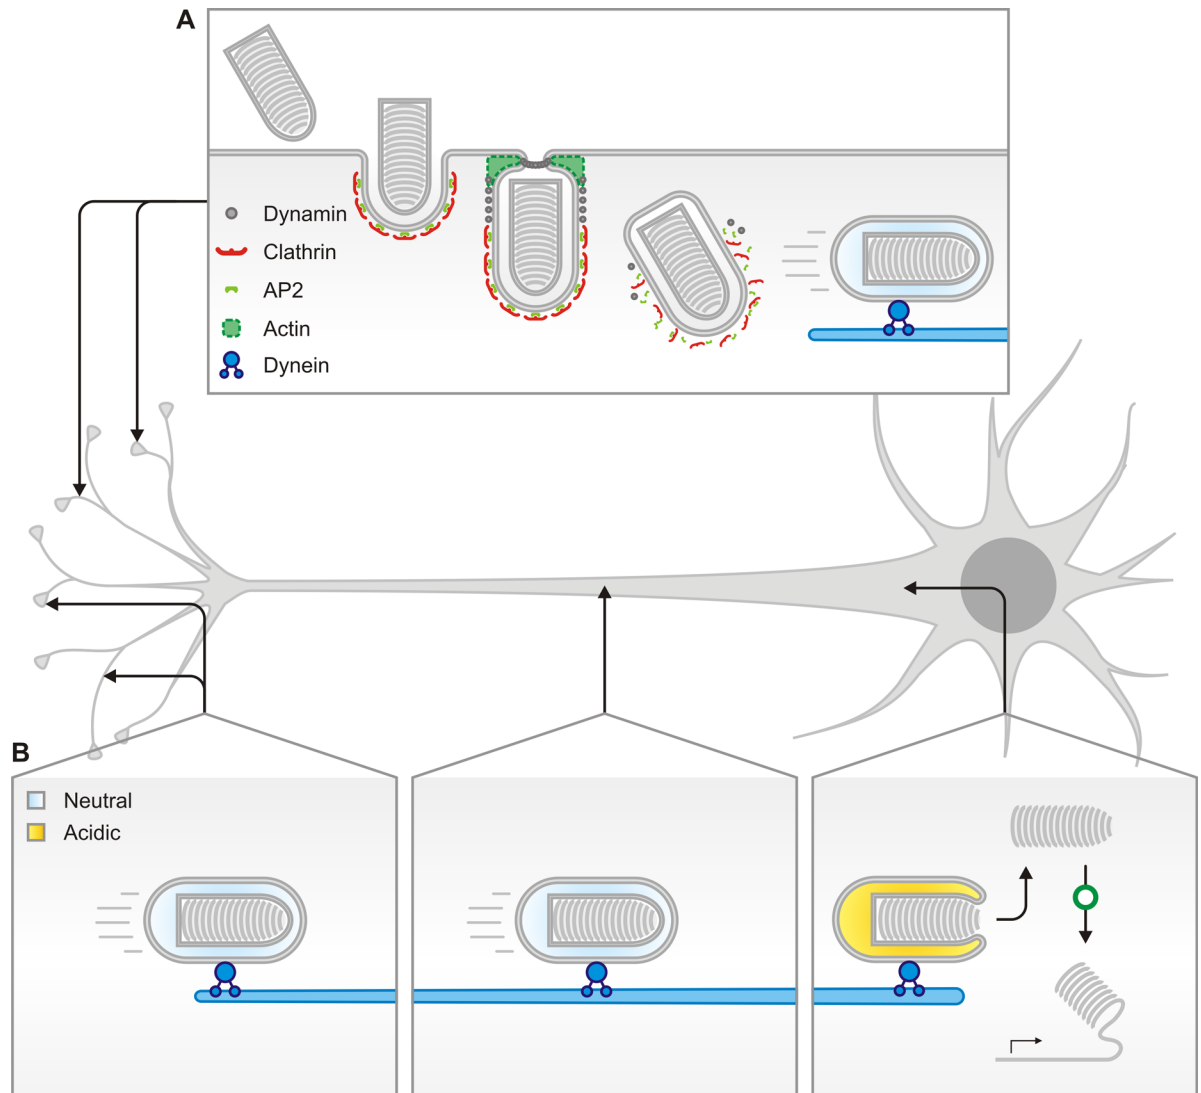 A
Dynamin
Clathrin
AP2
Actin
Dynein
B
Neutral
Acidic